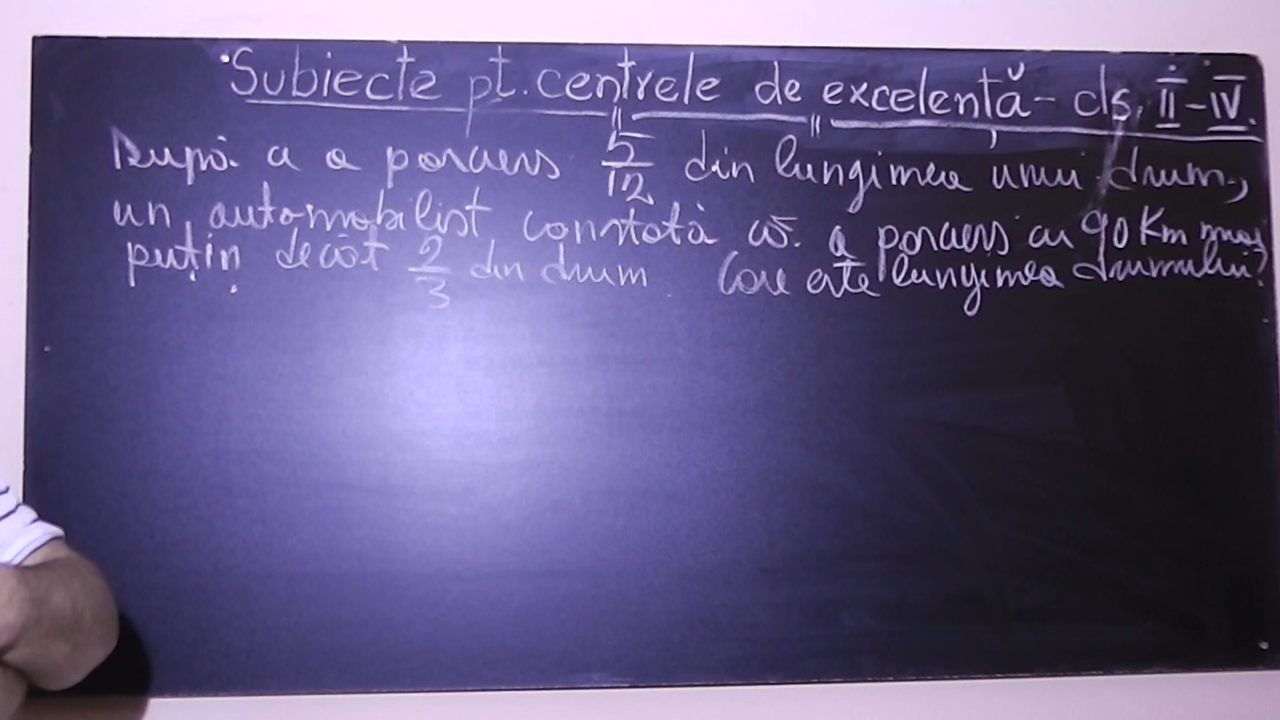 Subiecte pt. centrele de excelență - cls. II - IV.
După ce a parcurs 5/12 din lungimea unui drum,
un automobilist constată că a parcurs cu 90 Km mai
puțin decât 2/3 din drum Care este lungimea drumului?